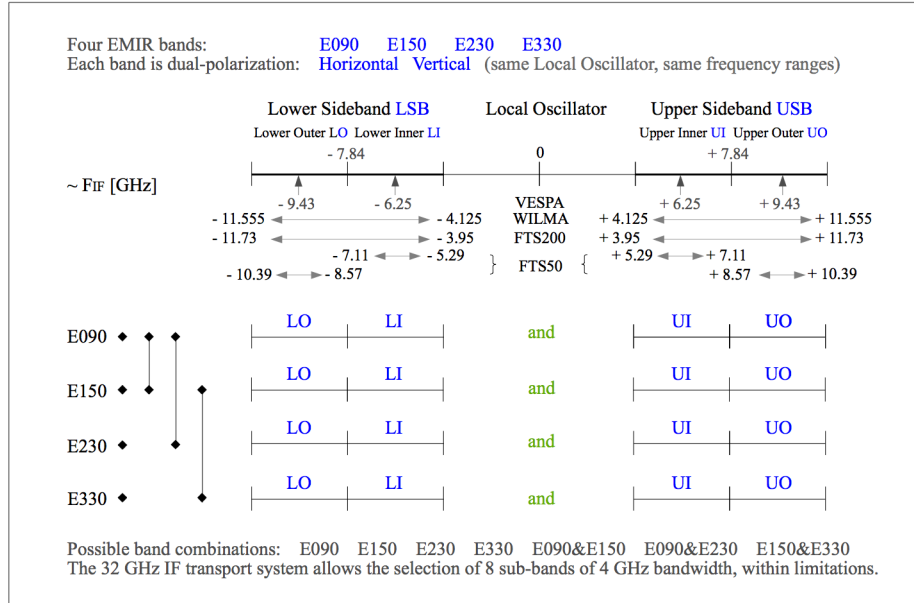 Four EMIR bands: E090 E150 E230 E330
Each band is dual-polarization: Horizontal Vertical (same Local Oscillator, same frequency ranges)
Lower Sideband LSB Local Oscillator Upper Sideband USB
Lower Outer LO Lower Inner LI Upper Inner UI Upper Outer UO
- 7.84 0 + 7.84
~ FIF [GHz]
- 9.43 - 6.25 VESPA + 6.25 + 9.43
- 11.555 - 4.125 WILMA + 4.125 + 11.555
- 11.73 - 3.95 FTS200 + 3.95 + 11.73
- 7.11 - 5.29 + 5.29 + 7.11
- 10.39 - 8.57 } FTS50 { + 8.57 + 10.39
LO LI UI UO
E090 and
LO LI UI UO
E150 and
LO LI UI UO
E230 and
LO LI UI UO
E330 and
Possible band combinations: E090 E150 E230 E330 E090&E150 E090&E230 E150&E330
The 32 GHz IF transport system allows the selection of 8 sub-bands of 4 GHz bandwidth, within limitations.